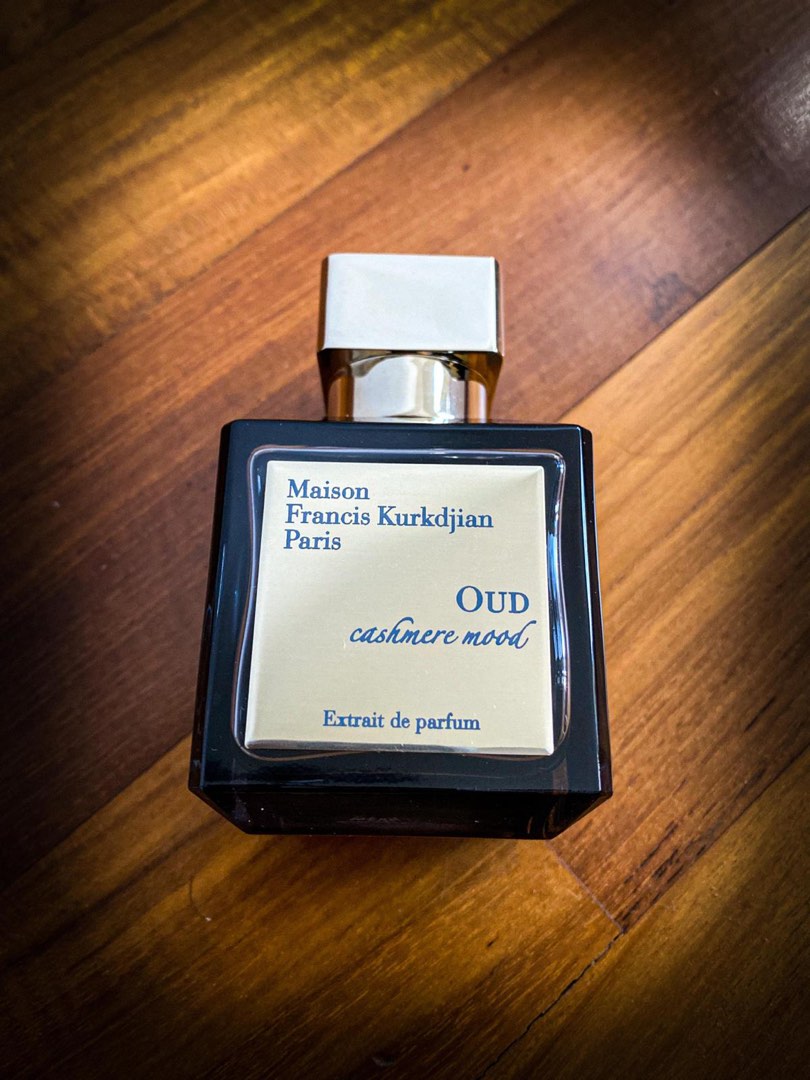 Maison
Francis Kurkdjian
Paris
OUD
cashmere mood
Extrait de parfum